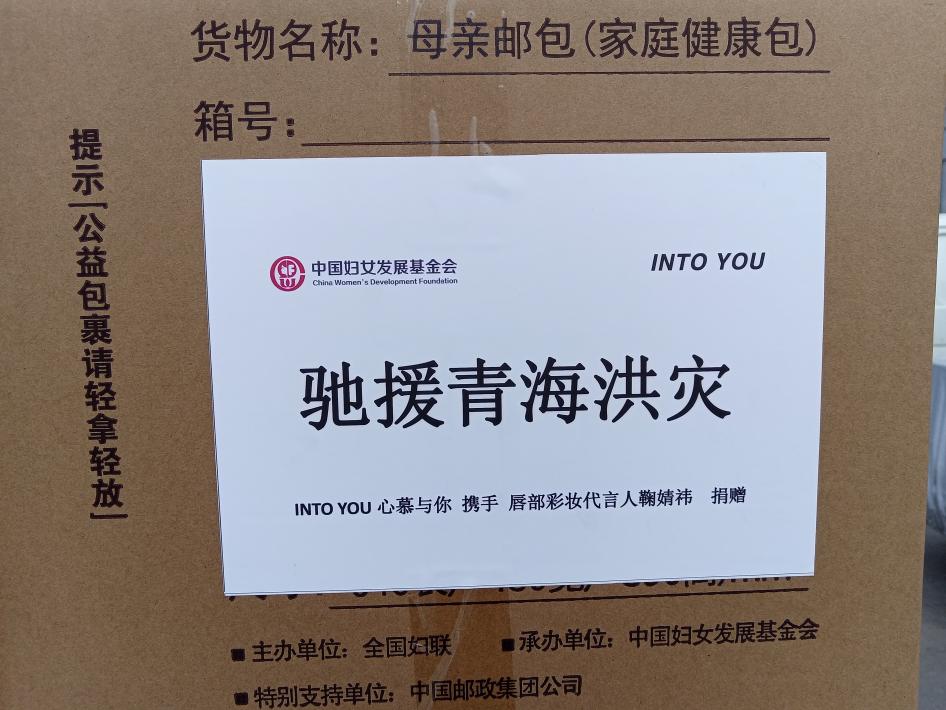 货物名称：母亲邮包(家庭健康包)
箱号：
提示「公益包裹请轻拿轻放」
中国妇女发展基金会
China Women's Development Foundation
INTO YOU
驰援青海洪灾
INTO YOU 心慕与你 携手 唇部彩妆代言人鞠婧祎 捐赠
■ 主办单位：全国妇联
■ 承办单位：中国妇女发展基金会
■ 特别支持单位：中国邮政集团公司